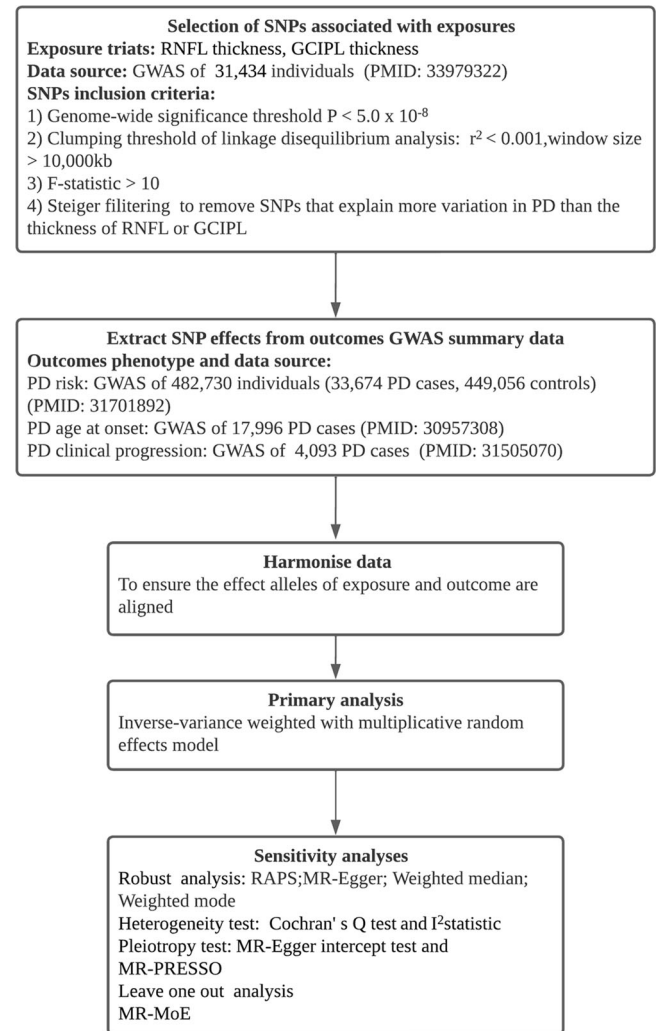 Selection of SNPs associated with exposures
Exposure triats: RNFL thickness, GCIPL thickness
Data source: GWAS of 31,434 individuals (PMID: 33979322)
SNPs inclusion criteria:
1) Genome-wide significance threshold P < 5.0 x 10⁻⁸
2) Clumping threshold of linkage disequilibrium analysis: r² < 0.001,window size
> 10,000kb
3) F-statistic > 10
4) Steiger filitering to remove SNPs that explain more variation in PD than the
thickness of RNFL or GCIPL
Extract SNP effects from outcomes GWAS summary data
Outcomes phenotype and data source:
PD risk: GWAS of 482,730 individuals (33,674 PD cases, 449,056 controls)
(PMID: 31701892)
PD age at onset: GWAS of 17,996 PD cases (PMID: 30957308)
PD clinical progression: GWAS of 4,093 PD cases (PMID: 31505070)
Harmonise data
To ensure the effect alleles of exposure and outcome are
aligned
Primary analysis
Inverse-variance weighted with multiplicative random
effects model
Sensitivity analyses
Robust analysis: RAPS;MR-Egger; Weighted median;
Weighted mode
Heterogeneity test: Cochran' s Q test and I²statistic
Pleiotropy test: MR-Egger intercept test and
MR-PRESSO
Leave one out analysis
MR-MoE